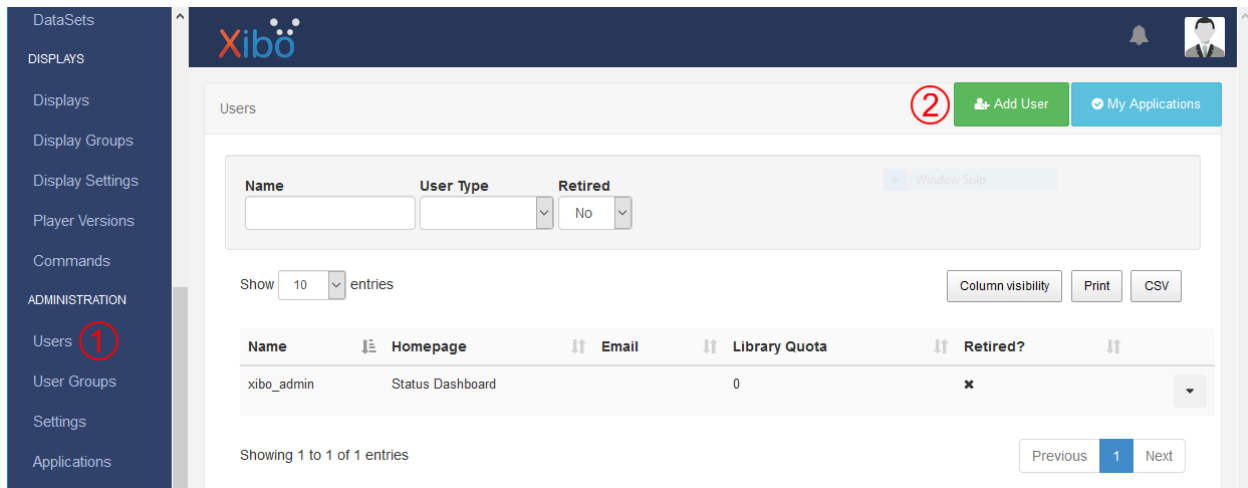 DataSets
DISPLAYS
Displays
Display Groups
Display Settings
Player Versions
Commands
ADMINISTRATION
Users 1
User Groups
Settings
Applications
Xibo
Users
2 Add User My Applications
Window Snip
Name User Type Retired
No
Show 10 entries
Column visibility Print CSV
Name Homepage Email Library Quota Retired?
xibo_admin Status Dashboard 0
Showing 1 to 1 of 1 entries
Previous 1 Next